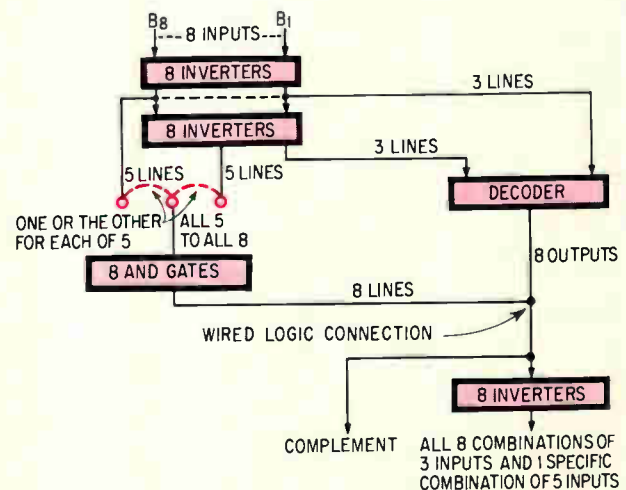 B8 B1
---8 INPUTS---
8 INVERTERS
3 LINES
8 INVERTERS
3 LINES
5 LINES 5 LINES
DECODER
ONE OR THE OTHER
FOR EACH OF 5
ALL 5
TO ALL 8
8 AND GATES
8 OUTPUTS
8 LINES
WIRED LOGIC CONNECTION
8 INVERTERS
COMPLEMENT
ALL 8 COMBINATIONS OF
3 INPUTS AND 1 SPECIFIC
COMBINATION OF 5 INPUTS